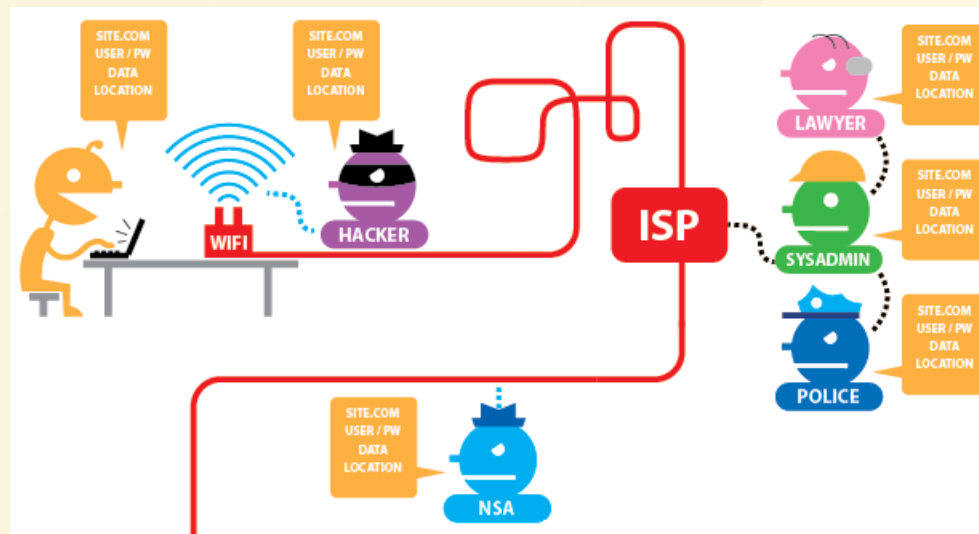 SITE.COM
USER / PW
DATA
LOCATION
SITE.COM
USER / PW
DATA
LOCATION
WIFI
HACKER
ISP
SITE.COM
USER / PW
DATA
LOCATION
LAWYER
SITE.COM
USER / PW
DATA
LOCATION
SYSADMIN
SITE.COM
USER / PW
DATA
LOCATION
POLICE
SITE.COM
USER / PW
DATA
LOCATION
NSA